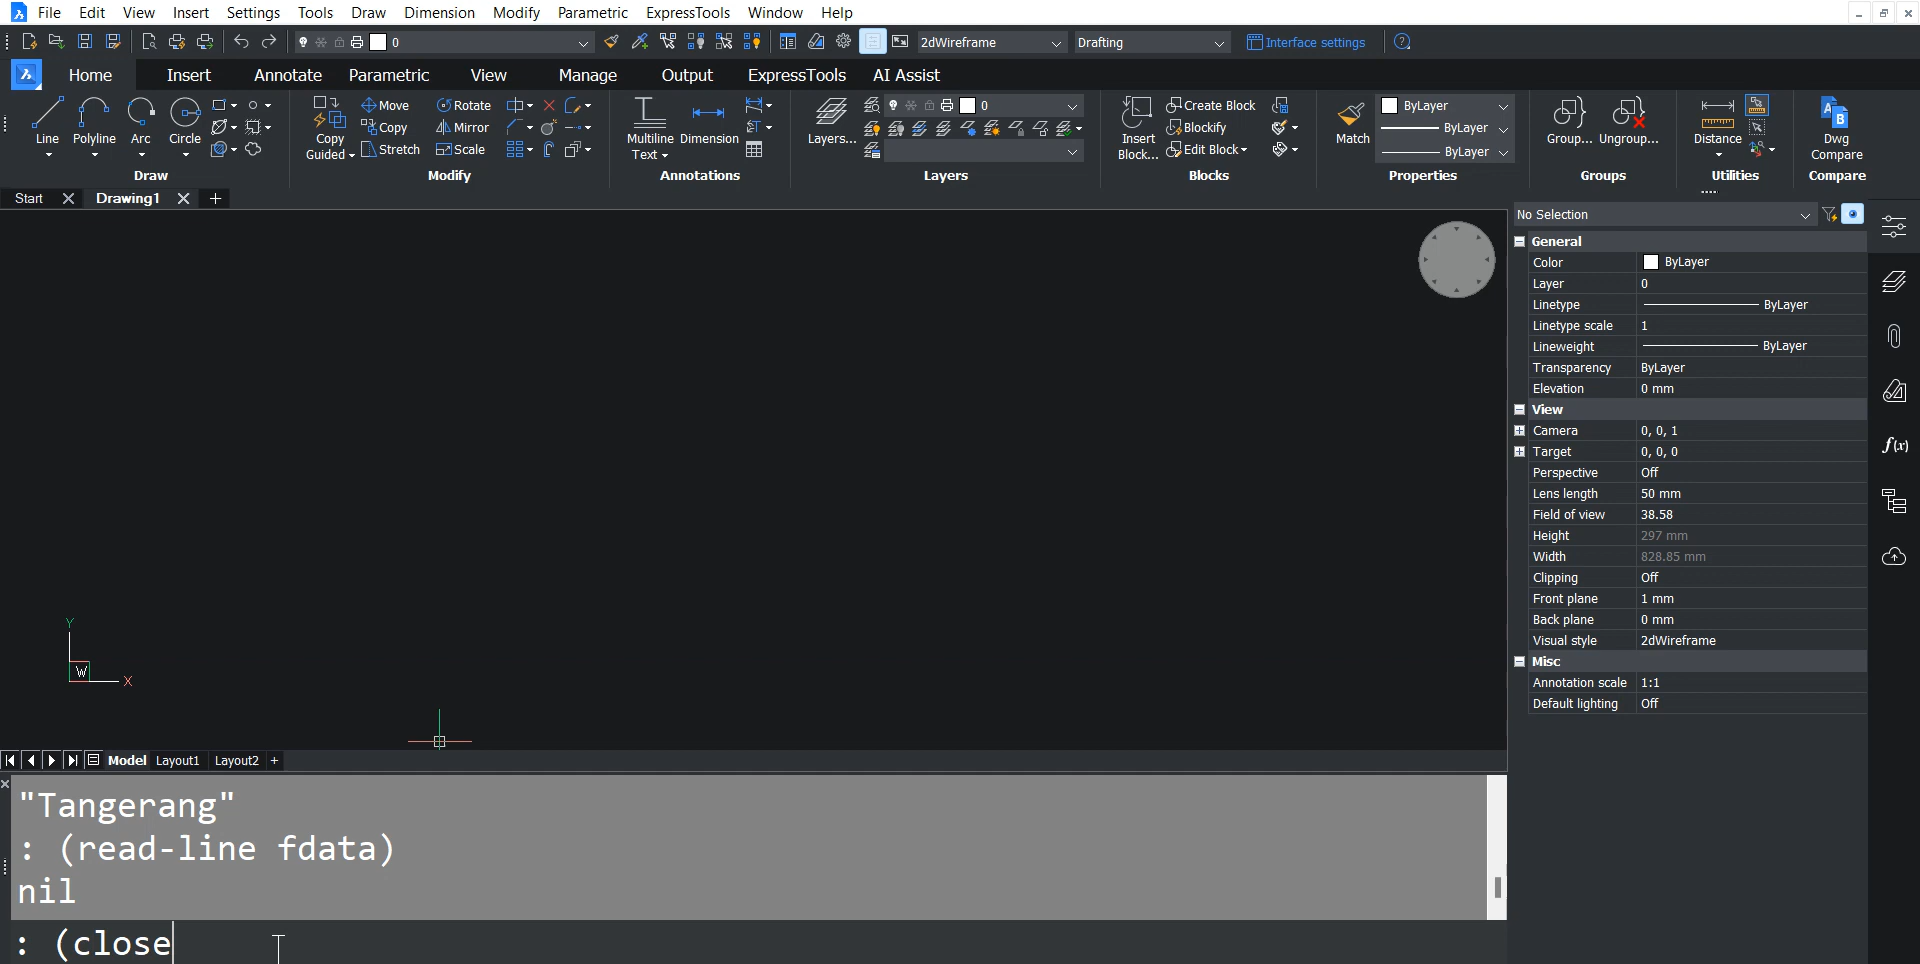 File Edit View Insert Settings Tools Draw Dimension Modify Parametric ExpressTools Window Help
0 2dWireframe Drafting Interface settings
Home Insert Annotate Parametric View Manage Output ExpressTools AI Assist
Line Polyline Arc Circle
Draw
Copy
Guided
Move Rotate
Copy Mirror
Stretch Scale
Modify
Multiline
Text
Dimension
Annotations
Layers...
0
Layers
Insert
Block...
Create Block
Blockify
Edit Block
Blocks
Match
ByLayer
ByLayer
ByLayer
Properties
Group... Ungroup...
Groups
Distance
Utilities
A
B
Dwg
Compare
Compare
Start Drawing1
No Selection
General
Color ByLayer
Layer 0
Linetype ByLayer
Linetype scale 1
Lineweight ByLayer
Transparency ByLayer
Elevation 0 mm
View
Camera 0, 0, 1
Target 0, 0, 0
Perspective Off
Lens length 50 mm
Field of view 38.58
Height 297 mm
Width 828.85 mm
Clipping Off
Front plane 1 mm
Back plane 0 mm
Visual style 2dWireframe
Misc
Annotation scale 1:1
Default lighting Off
f(x)
Y
W
X
Model Layout1 Layout2 +
"Tangerang"
: (read-line fdata)
nil
: (close